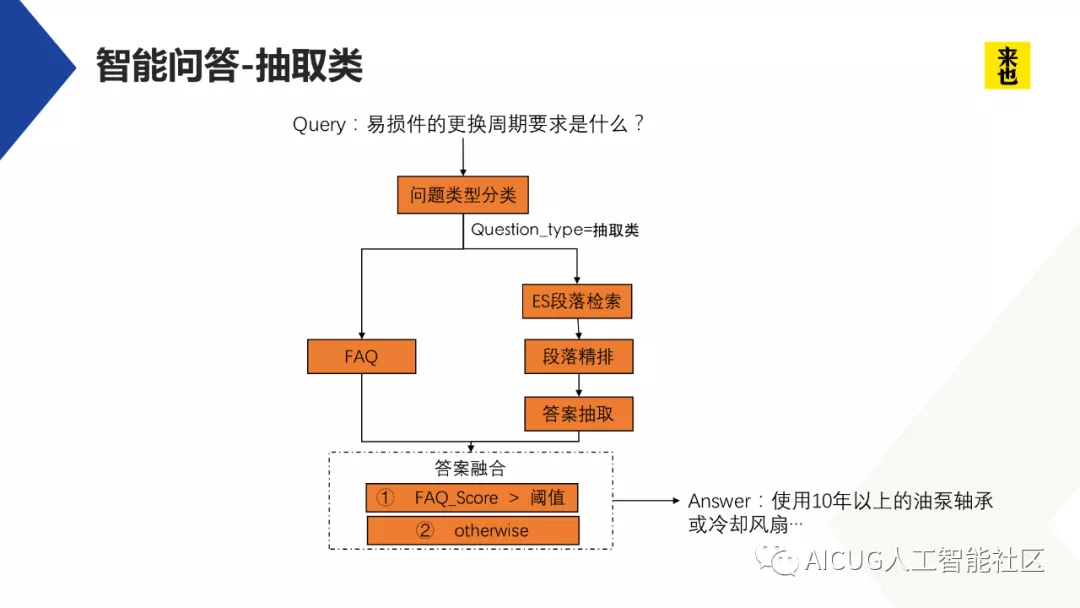 智能问答-抽取类
来也
Query：易损件的更换周期要求是什么？
问题类型分类
Question_type=抽取类
ES段落检索
FAQ
段落精排
答案抽取
答案融合
① FAQ_Score > 阈值
② otherwise
Answer：使用10年以上的油泵轴承
或冷却风扇…
AICUG人工智能社区